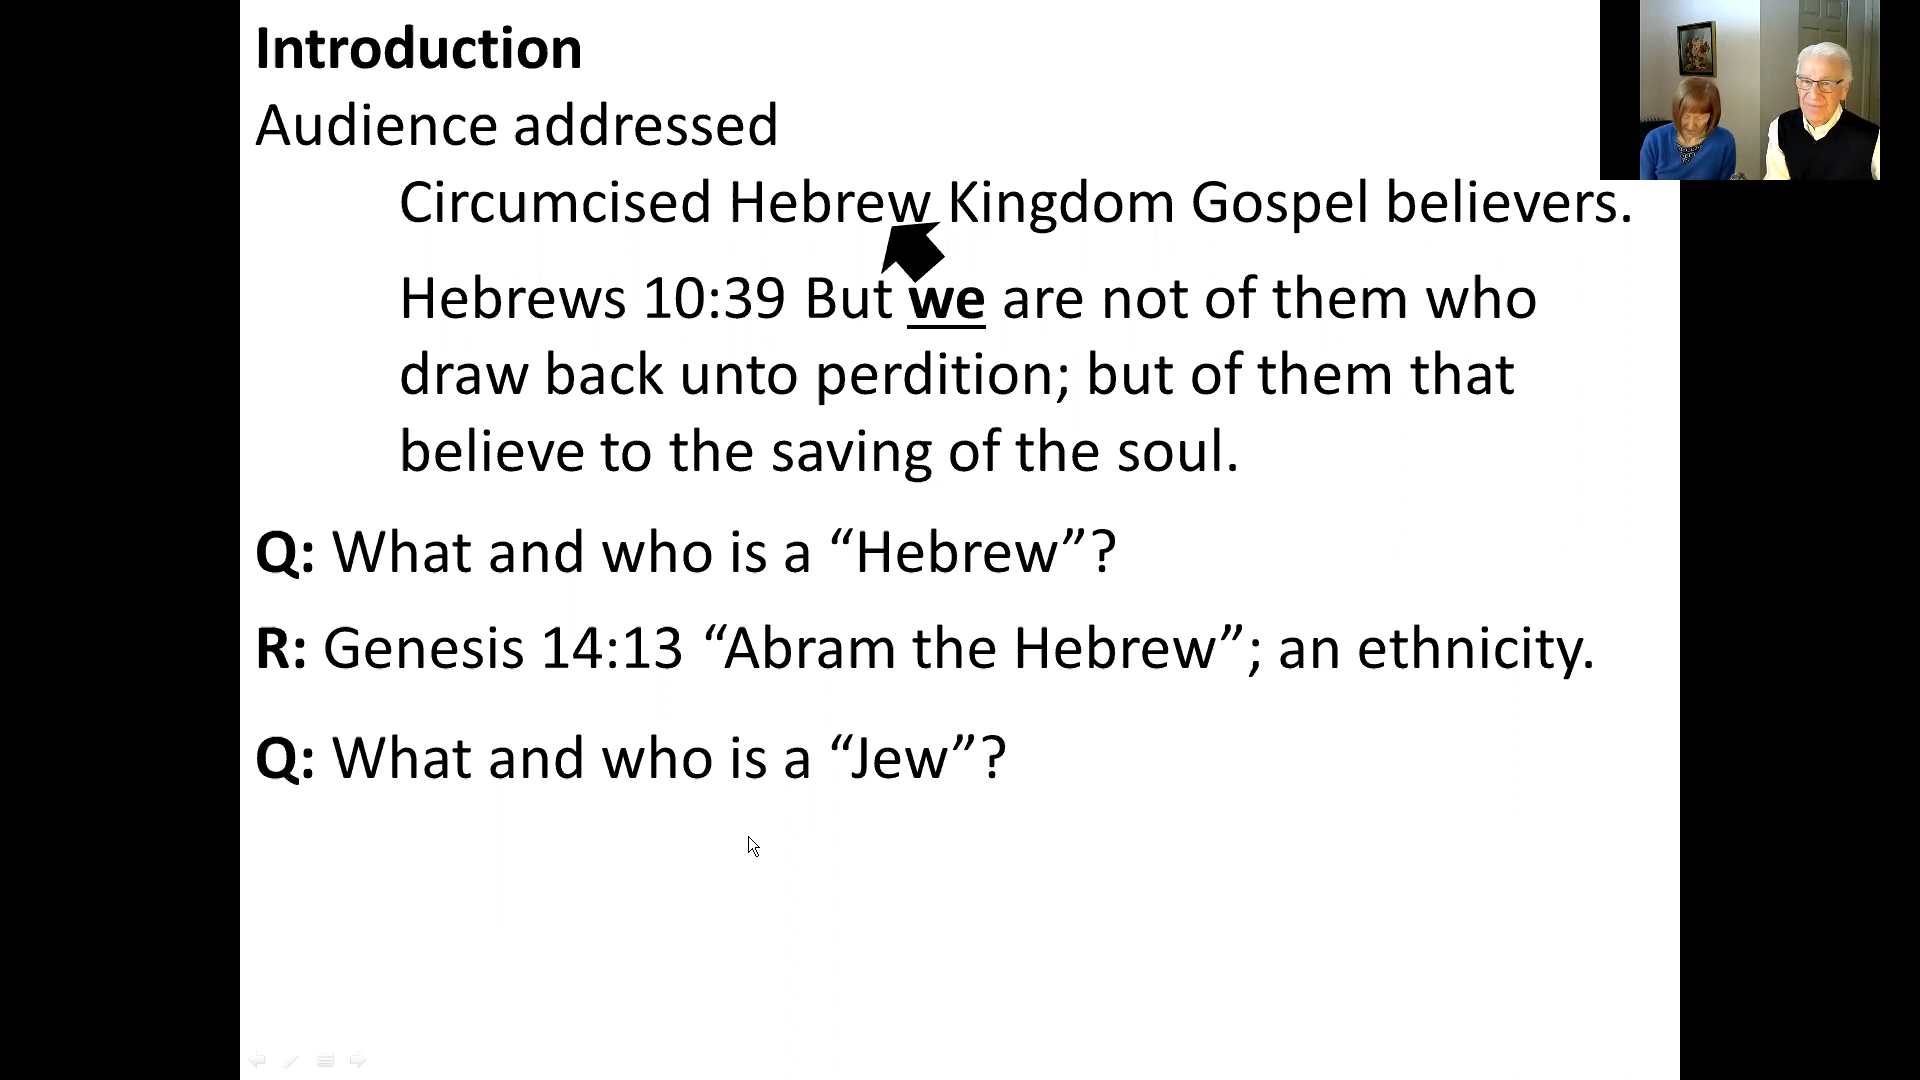 Introduction
Audience addressed
Circumcised Hebrew Kingdom Gospel believers.
Hebrews 10:39 But we are not of them who
draw back unto perdition; but of them that
believe to the saving of the soul.
Q: What and who is a “Hebrew”?
R: Genesis 14:13 “Abram the Hebrew”; an ethnicity.
Q: What and who is a “Jew”?